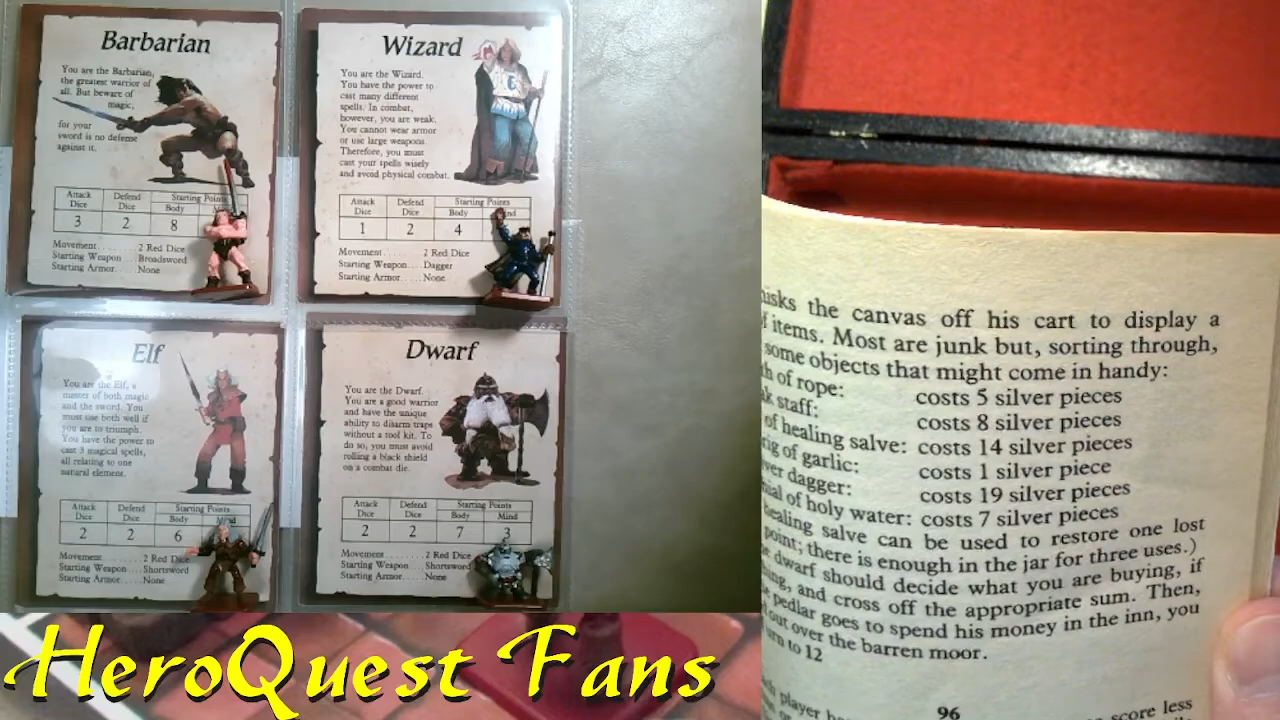 Barbarian
You are the Barbarian,
the greatest warrior of
all. But beware of
magic,
for your
sword is no defense
against it.
Attack Dice Defend Dice Starting Points
Body
3 2 8
Movement ........ 2 Red Dice
Starting Weapon ... Broadsword
Starting Armor ..... None
Wizard
You are the Wizard.
You have the power to
cast many different
spells. In combat,
however, you are weak.
You cannot wear armor
or use large weapons.
Therefore, you must
cast your spells wisely
and avoid physical combat.
Attack Dice Defend Dice Starting Points
Body
1 2 4
Movement ........ 2 Red Dice
Starting Weapon .... Dagger
Starting Armor ..... None
Elf
You are the Elf, a
master of both magic
and the sword. You
must use both well if
you are to triumph.
You have the power to
cast 3 magical spells,
all relating to one
natural element.
Attack Dice Defend Dice Starting Points
Body Mind
2 2 6
Movement ........ 2 Red Dice
Starting Weapon ... Shortsword
Starting Armor ..... None
Dwarf
You are the Dwarf.
You are a good warrior
and have the unique
ability to disarm traps
without a tool kit. To
do so, you must avoid
rolling a black shield
on a combat die.
Attack Dice Defend Dice Starting Points
Body Mind
2 2 7 3
Movement ........ 2 Red Dice
Starting Weapon ... Shortsword
Starting Armor ..... None
HeroQuest Fans
the canvas off his cart to display a
items. Most are junk but, sorting through,
some objects that might come in handy:
of rope: costs 5 silver pieces
staff: costs 8 silver pieces
of healing salve: costs 14 silver pieces
of garlic: costs 1 silver piece
dagger: costs 19 silver pieces
of holy water: costs 7 silver pieces
healing salve can be used to restore one lost
point; there is enough in the jar for three uses.)
dwarf should decide what you are buying, if
and cross off the appropriate sum. Then,
pedlar goes to spend his money in the inn, you
out over the barren moor.
to 12
96
player
score less